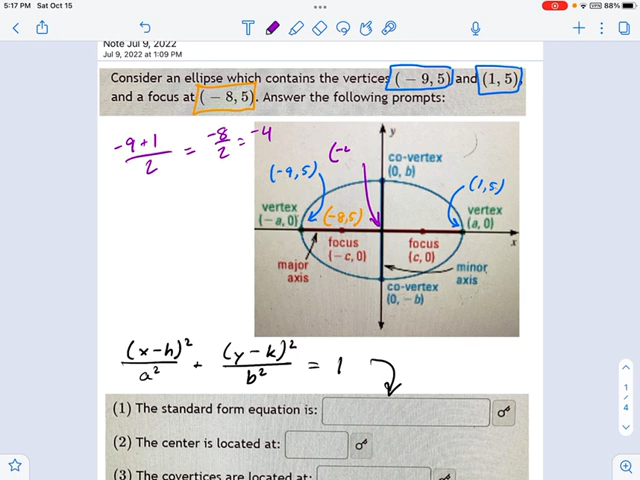 5:17 PM Sat Oct 15
88%
T
Note Jul 9, 2022
Jul 9, 2022 at 1:09 PM
Consider an ellipse which contains the vertices (−9, 5) and (1, 5),
and a focus at (−8, 5). Answer the following prompts:
-9+1/2 = -8/2 = -4
(-4
(-9,5)
(1,5)
(-8,5)
y
co-vertex
(0, b)
vertex
(−a, 0)
vertex
(a, 0)
x
focus
(−c, 0)
focus
(c, 0)
major
axis
minor
axis
co-vertex
(0, −b)
(x-h)²/a² + (y-k)²/b² = 1
(1) The standard form equation is:
(2) The center is located at:
(3) The covertices are located at:
1
/
4